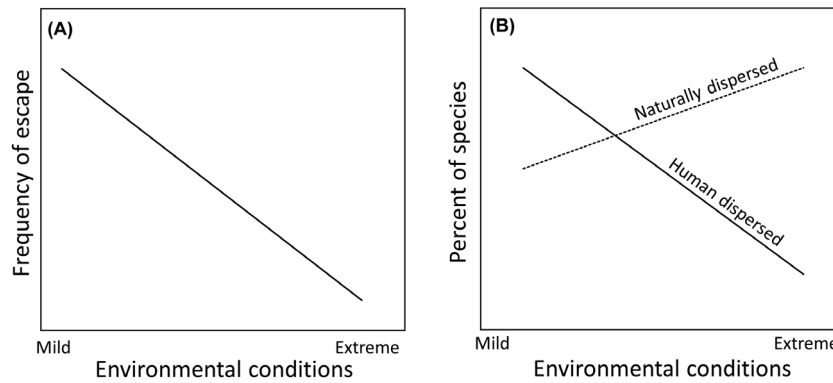 (A)
Frequency of escape
Mild
Extreme
Environmental conditions
(B)
Percent of species
Naturally dispersed
Human dispersed
Mild
Extreme
Environmental conditions